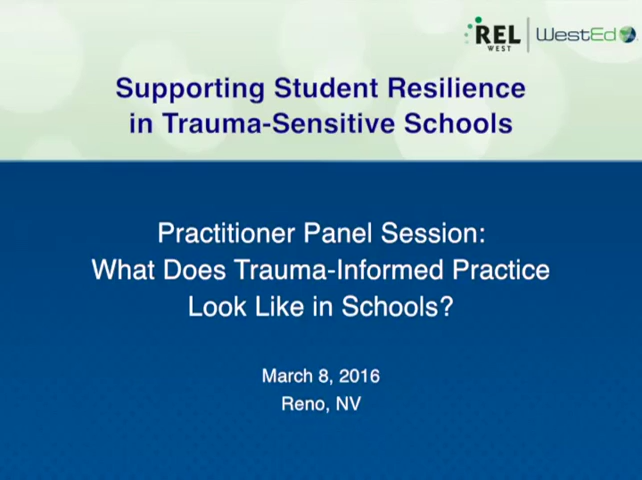 REL WEST WestEd
Supporting Student Resilience
in Trauma-Sensitive Schools
Practitioner Panel Session:
What Does Trauma-Informed Practice
Look Like in Schools?
March 8, 2016
Reno, NV